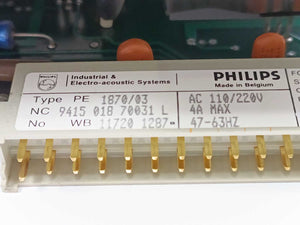 Industrial &
Electro-acoustic Systems
PHILIPS
Made in Belgium
Type PE 1870/03
NC 9415 018 70031 L
No WB 11720 1287
AC 110/220V
4A MAX
47-63HZ
FO